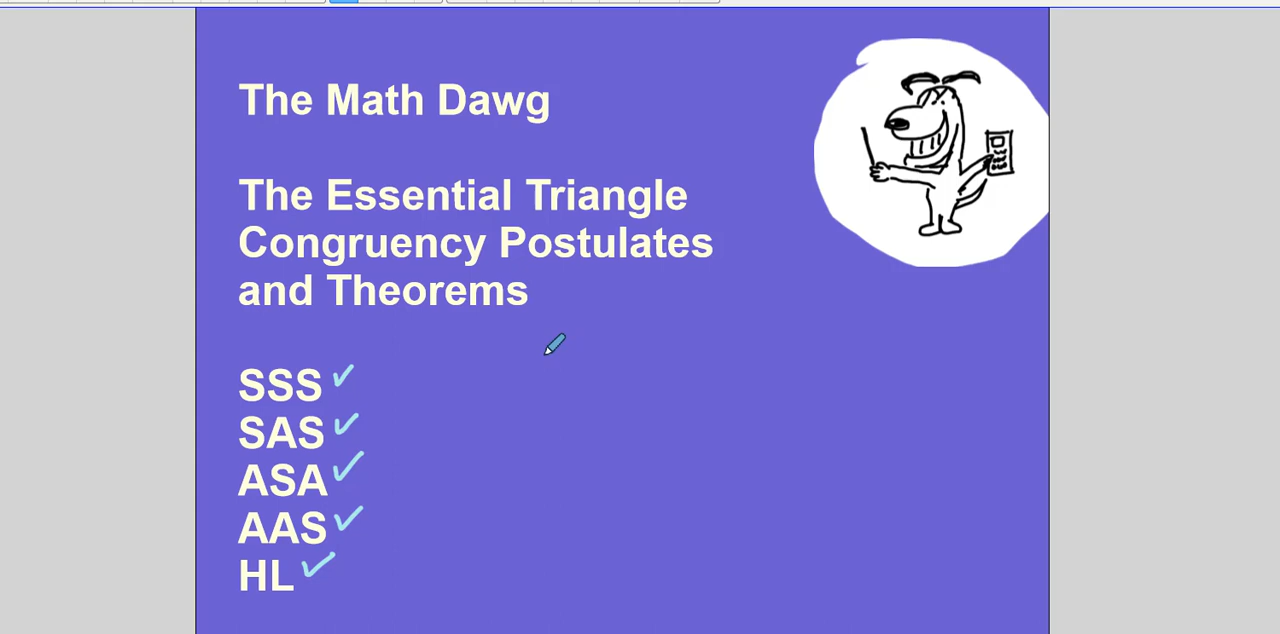 The Math Dawg
The Essential Triangle
Congruency Postulates
and Theorems
SSS
SAS
ASA
AAS
HL